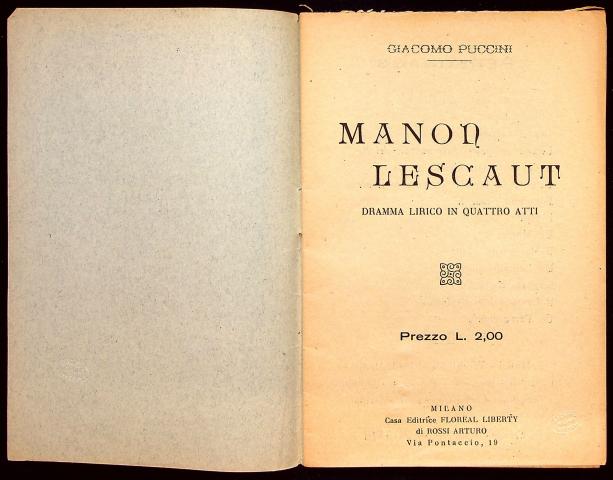 GIACOMO PUCCINI
MANON
LESCAUT
DRAMMA LIRICO IN QUATTRO ATTI
Prezzo L. 2,00
MILANO
Casa Editrice FLOREAL LIBERTY
di ROSSI ARTURO
Via Pontaccio, 19